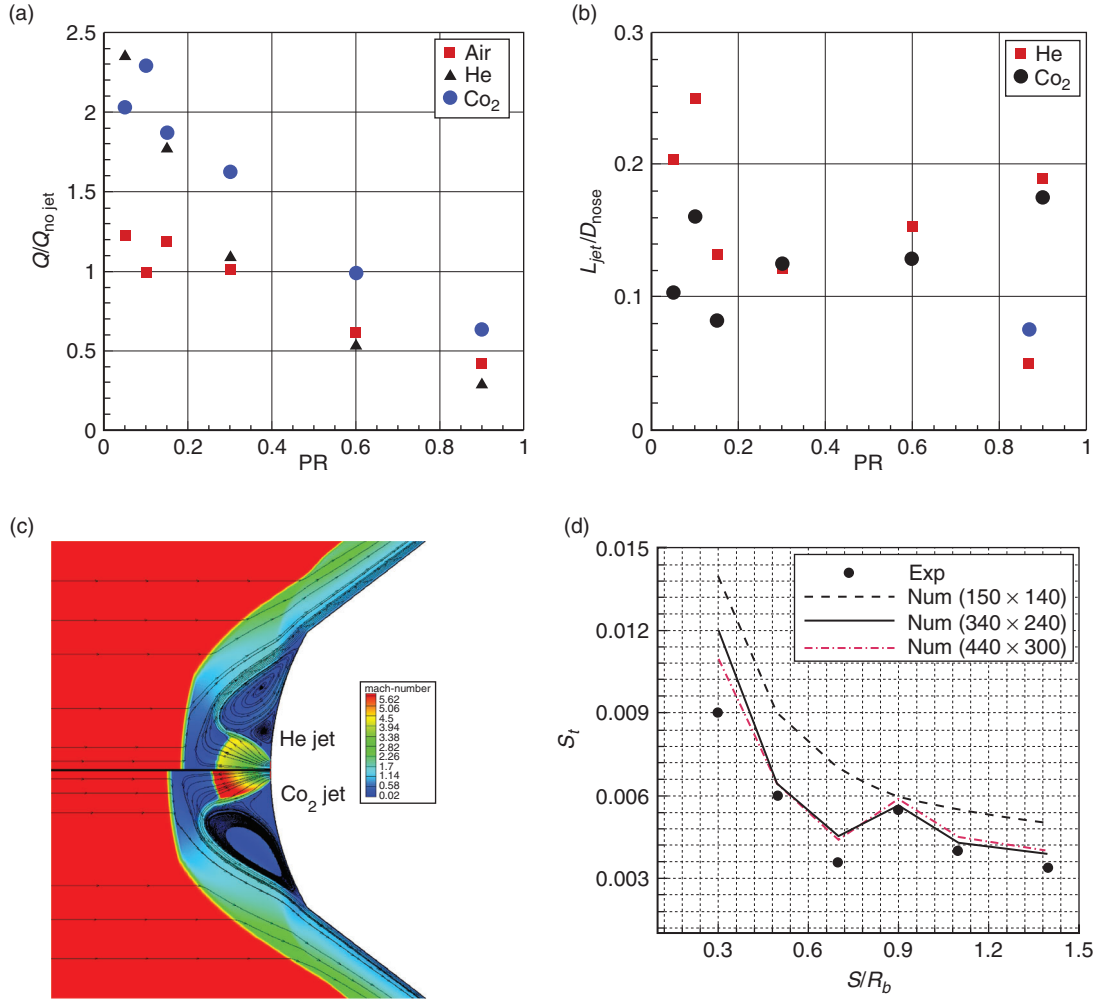 (a)
2.5
2
1.5
1
0.5
0
Q/Q no jet
0 0.2 0.4 0.6 0.8 1
PR
Air
He
Co2
(b)
0.3
0.2
0.1
0
Ljet/Dnose
0 0.2 0.4 0.6 0.8 1
PR
He
Co2
(c)
He jet
Co2 jet
mach-number
5.62
5.06
4.5
3.94
3.38
2.82
2.26
1.7
1.14
0.58
0.02
(d)
0.015
0.012
0.009
0.006
0.003
St
0.3 0.6 0.9 1.2 1.5
S/Rb
Exp
Num (150 × 140)
Num (340 × 240)
Num (440 × 300)